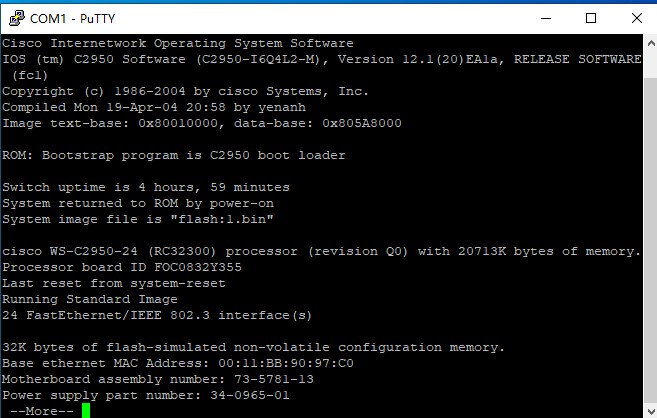 COM1 - PuTTY
Cisco Internetwork Operating System Software
IOS (tm) C2950 Software (C2950-I6Q4L2-M), Version 12.1(20)EA1a, RELEASE SOFTWARE
(fc1)
Copyright (c) 1986-2004 by cisco Systems, Inc.
Compiled Mon 19-Apr-04 20:58 by yenanh
Image text-base: 0x80010000, data-base: 0x805A8000
ROM: Bootstrap program is C2950 boot loader
Switch uptime is 4 hours, 59 minutes
System returned to ROM by power-on
System image file is "flash:1.bin"
cisco WS-C2950-24 (RC32300) processor (revision Q0) with 20713K bytes of memory.
Processor board ID FOC0832Y355
Last reset from system-reset
Running Standard Image
24 FastEthernet/IEEE 802.3 interface(s)
32K bytes of flash-simulated non-volatile configuration memory.
Base ethernet MAC Address: 00:11:BB:90:97:C0
Motherboard assembly number: 73-5781-13
Power supply part number: 34-0965-01
--More--